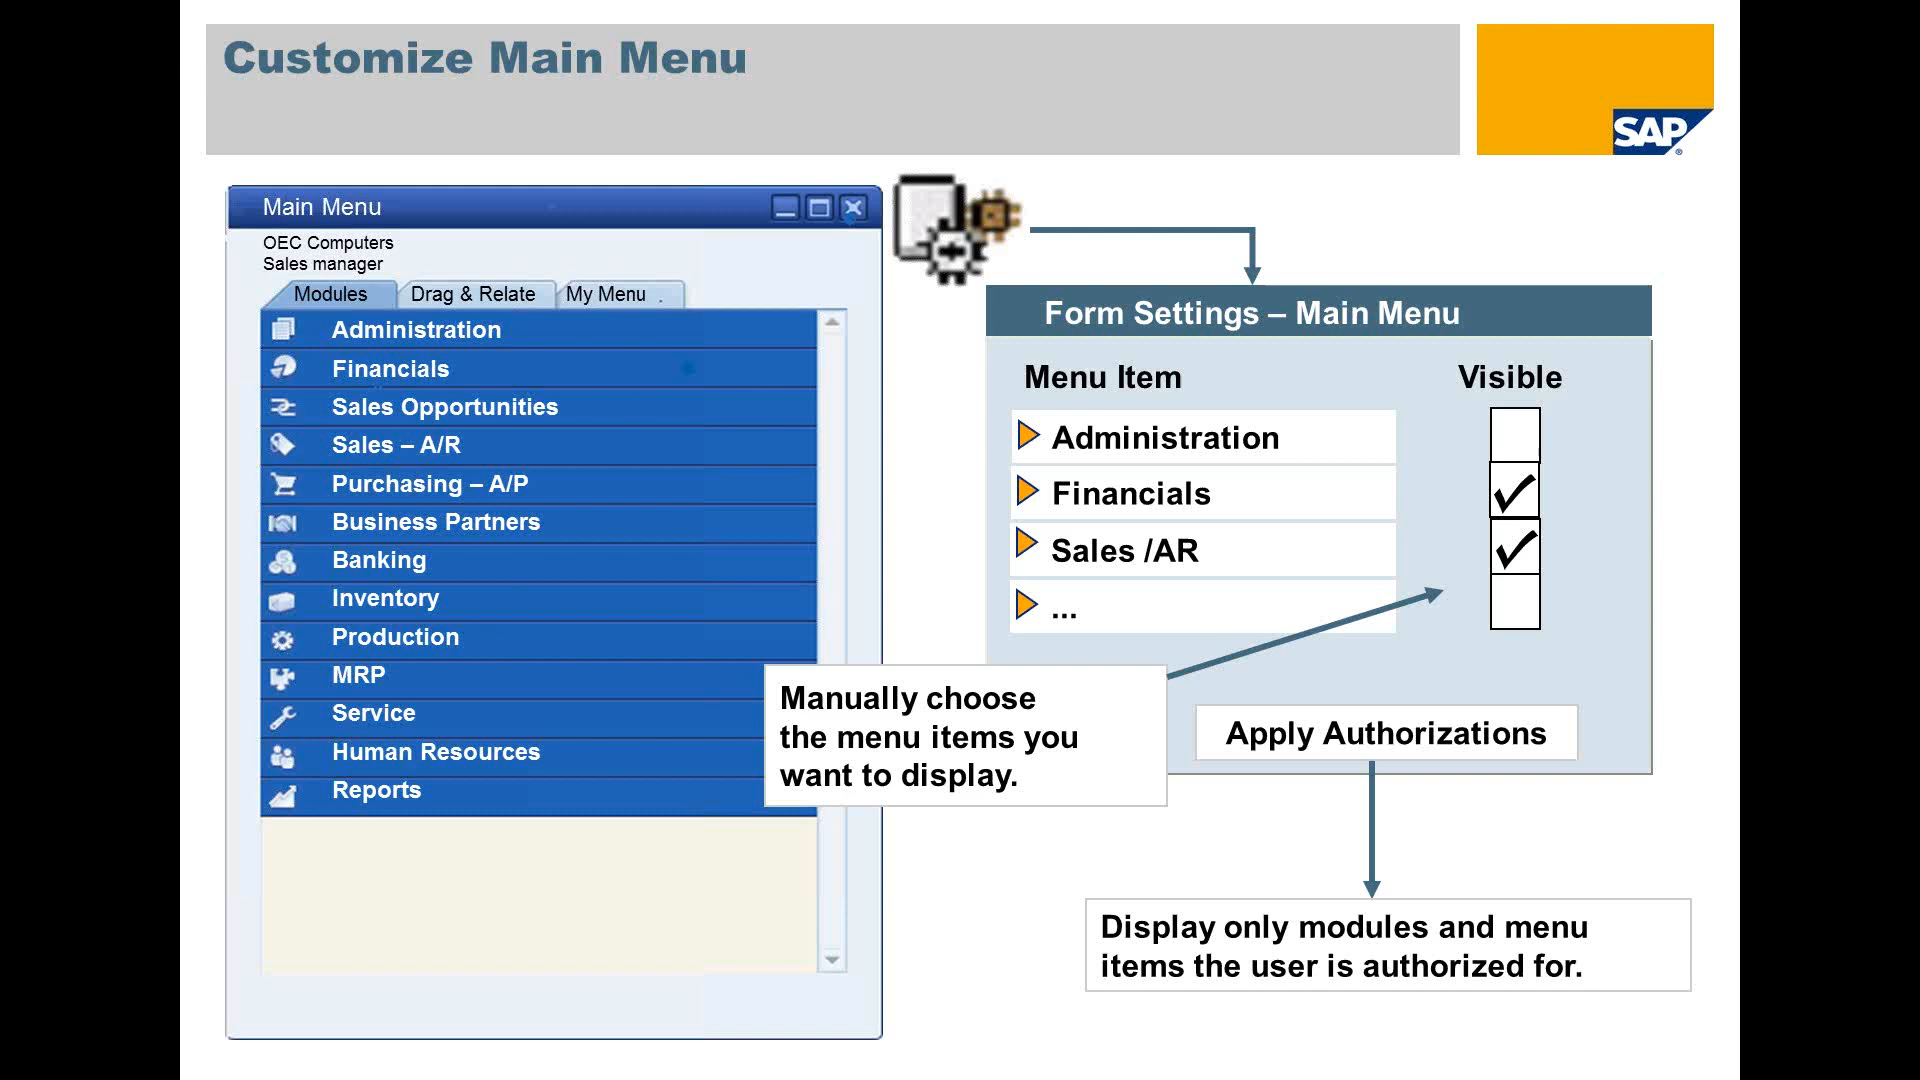 Customize Main Menu
SAP
Main Menu
OEC Computers
Sales manager
Modules
Drag & Relate
My Menu .
Administration
Financials
Sales Opportunities
Sales – A/R
Purchasing – A/P
Business Partners
Banking
Inventory
Production
MRP
Service
Human Resources
Reports
Form Settings – Main Menu
Menu Item
Visible
Administration
Financials
Sales /AR
...
Manually choose
the menu items you
want to display.
Apply Authorizations
Display only modules and menu
items the user is authorized for.